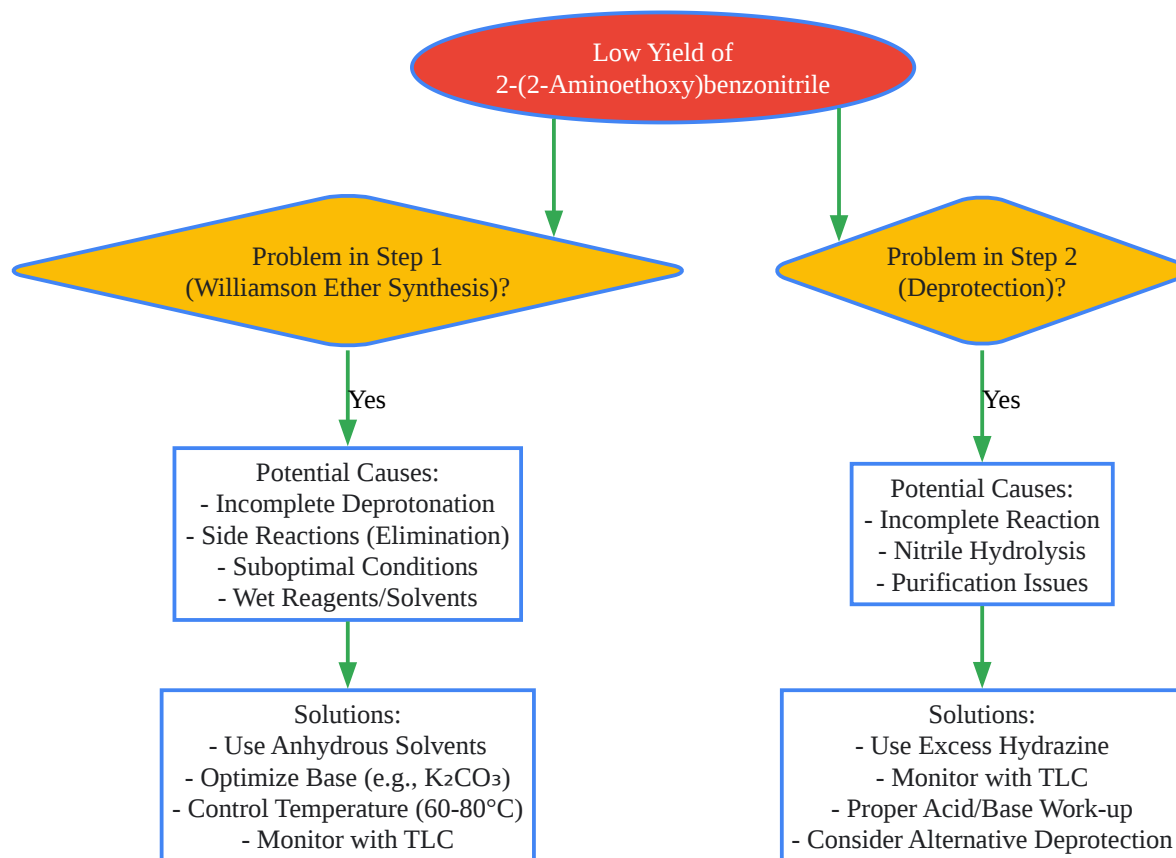 Low Yield of
2-(2-Aminoethoxy)benzonitrile
Problem in Step 1
(Williamson Ether Synthesis)?
Problem in Step 2
(Deprotection)?
Yes
Yes
Potential Causes:
- Incomplete Deprotonation
- Side Reactions (Elimination)
- Suboptimal Conditions
- Wet Reagents/Solvents
Potential Causes:
- Incomplete Reaction
- Nitrile Hydrolysis
- Purification Issues
Solutions:
- Use Anhydrous Solvents
- Optimize Base (e.g., K₂CO₃)
- Control Temperature (60-80°C)
- Monitor with TLC
Solutions:
- Use Excess Hydrazine
- Monitor with TLC
- Proper Acid/Base Work-up
- Consider Alternative Deprotection